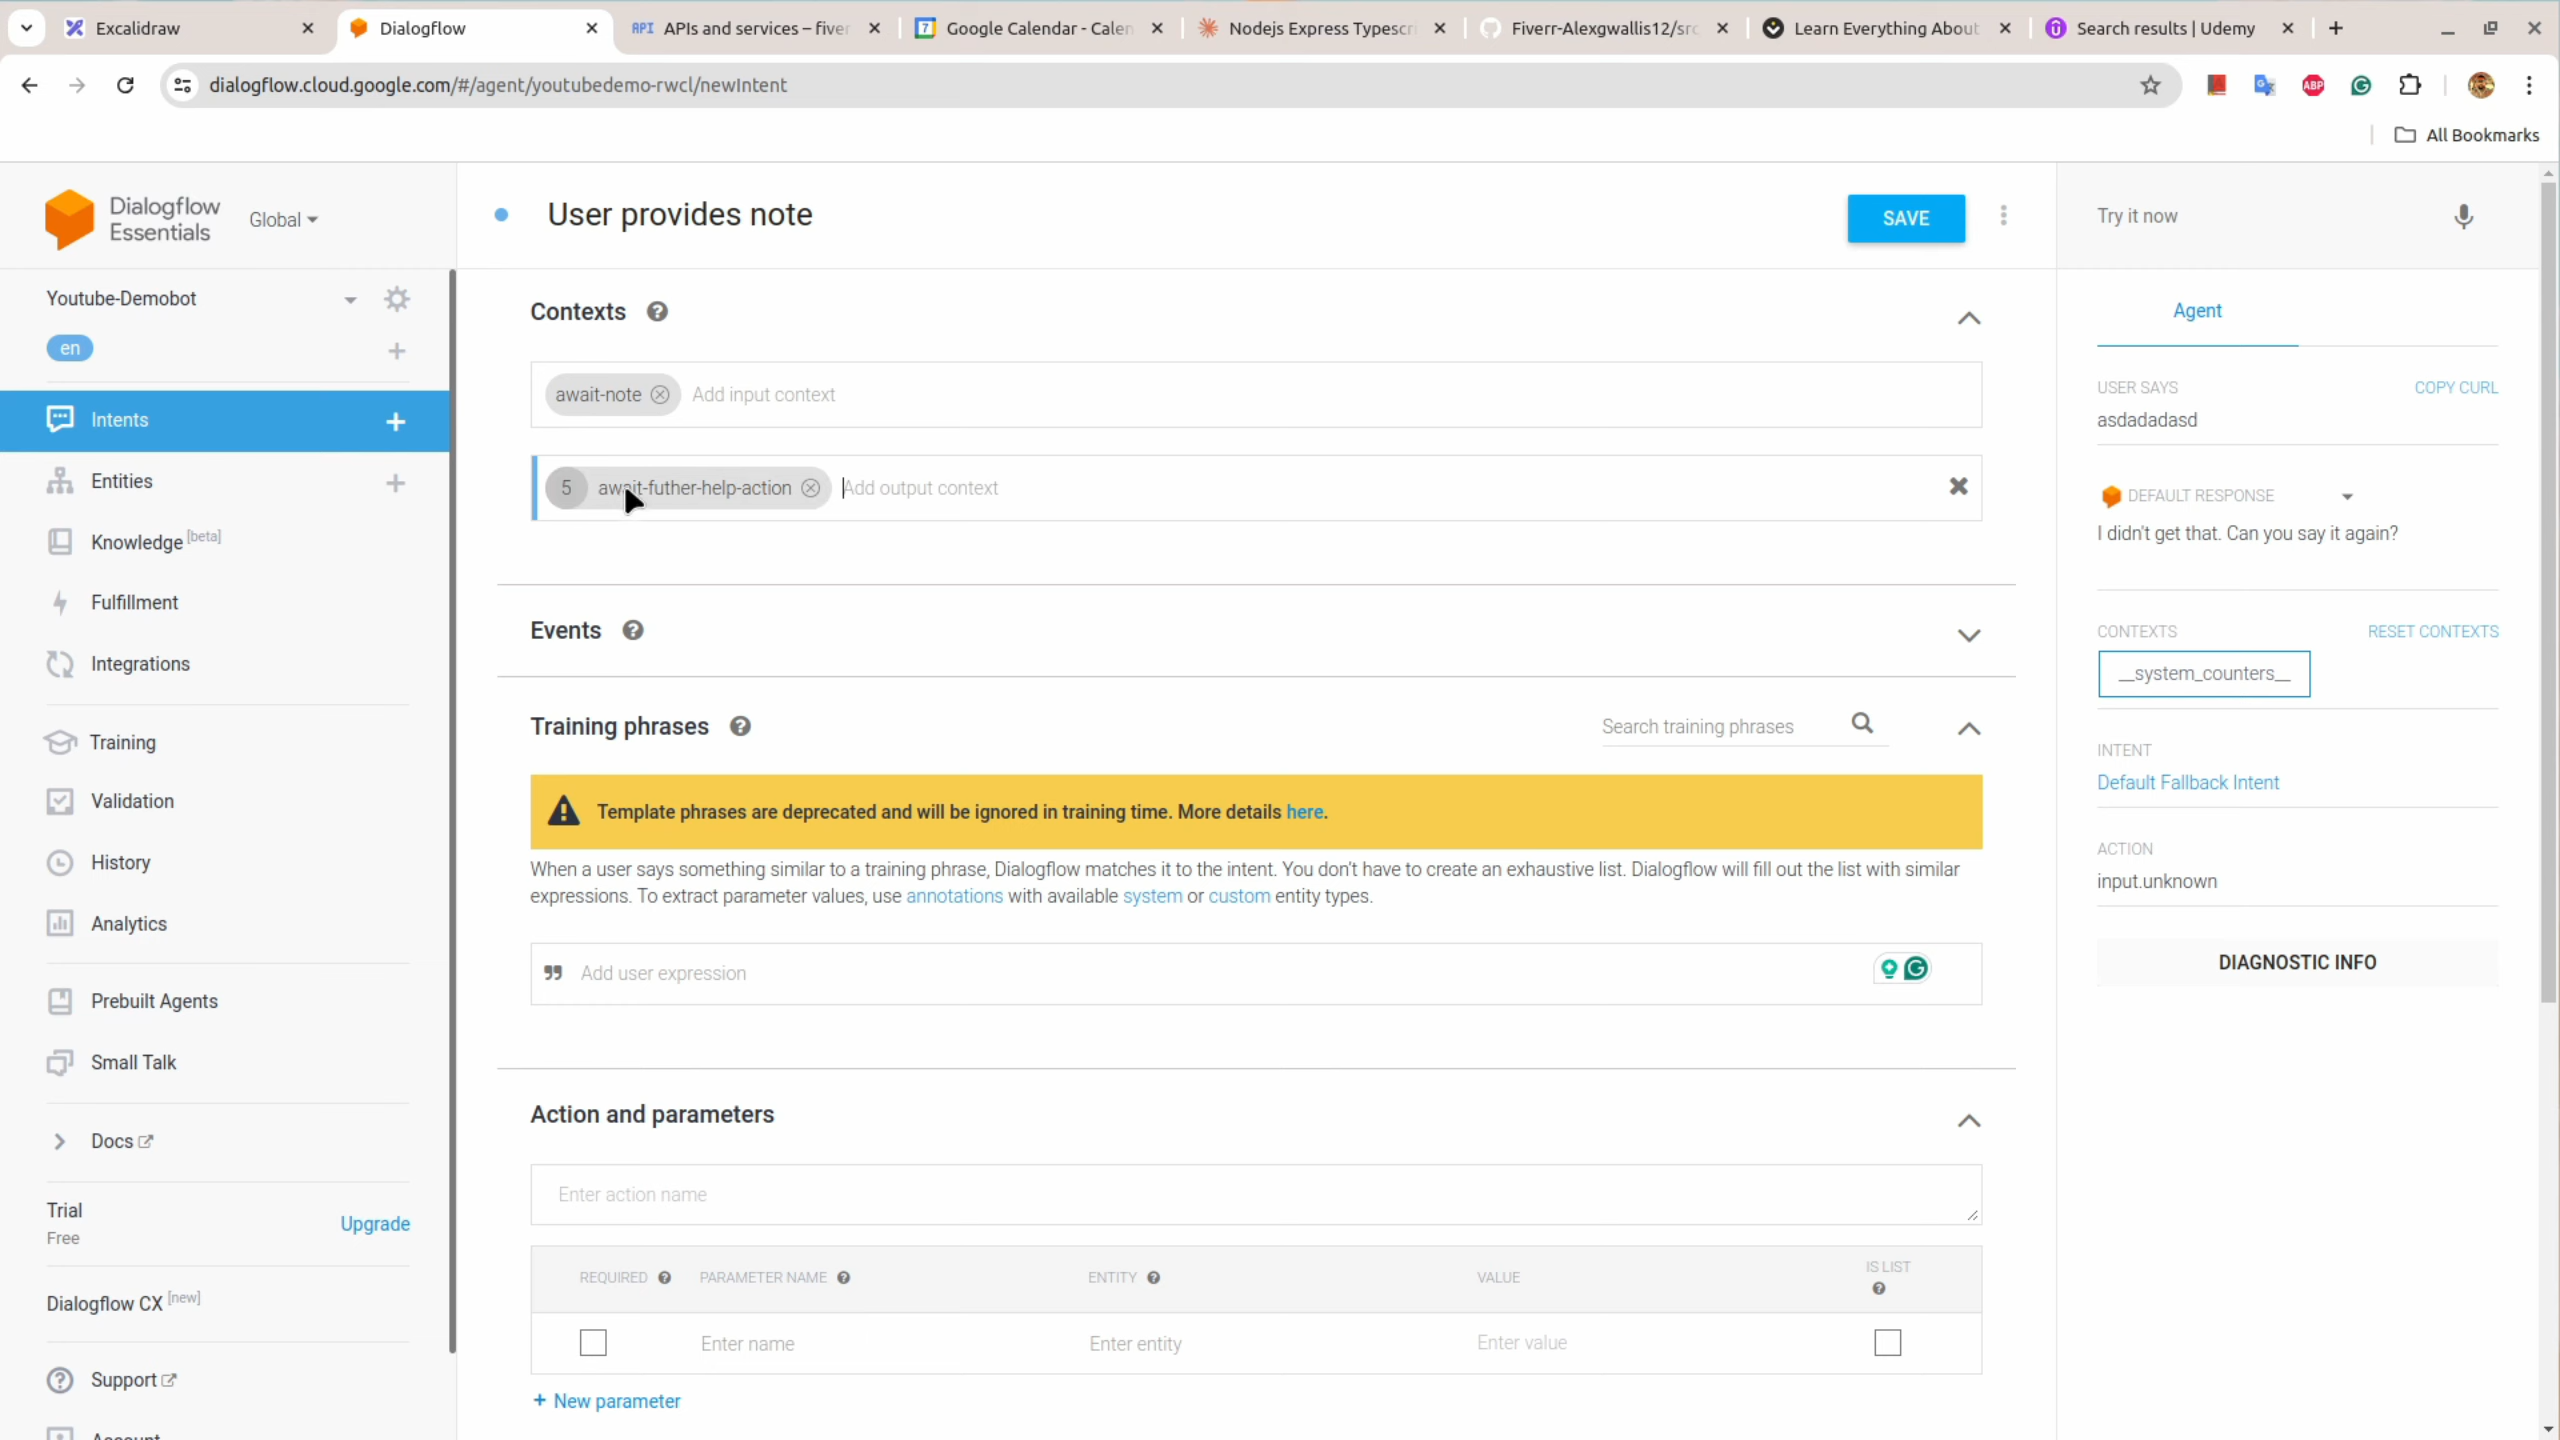 Excalidraw
Dialogflow
API APIs and services – fiver
7 Google Calendar - Calen
Nodejs Express Typescri
Fiverr-Alexgwallis12/src
Learn Everything About
Search results | Udemy
dialogflow.cloud.google.com/#/agent/youtubedemo-rwcl/newIntent
ABP
All Bookmarks
Dialogflow
Essentials
Global
User provides note
SAVE
Try it now
Youtube-Demobot
en
Intents
Entities
Knowledge [beta]
Fulfillment
Integrations
Training
Validation
History
Analytics
Prebuilt Agents
Small Talk
Docs
Trial
Free
Upgrade
Dialogflow CX [new]
Support
Account
Contexts
await-note Add input context
5 await-futher-help-action Add output context
Events
Training phrases
Search training phrases
Template phrases are deprecated and will be ignored in training time. More details here.
When a user says something similar to a training phrase, Dialogflow matches it to the intent. You don't have to create an exhaustive list. Dialogflow will fill out the list with similar
expressions. To extract parameter values, use annotations with available system or custom entity types.
Add user expression
Action and parameters
Enter action name
REQUIRED PARAMETER NAME ENTITY VALUE IS LIST
Enter name Enter entity Enter value
+ New parameter
Agent
USER SAYS COPY CURL
asdadadasd
DEFAULT RESPONSE
I didn't get that. Can you say it again?
CONTEXTS RESET CONTEXTS
__system_counters__
INTENT
Default Fallback Intent
ACTION
input.unknown
DIAGNOSTIC INFO